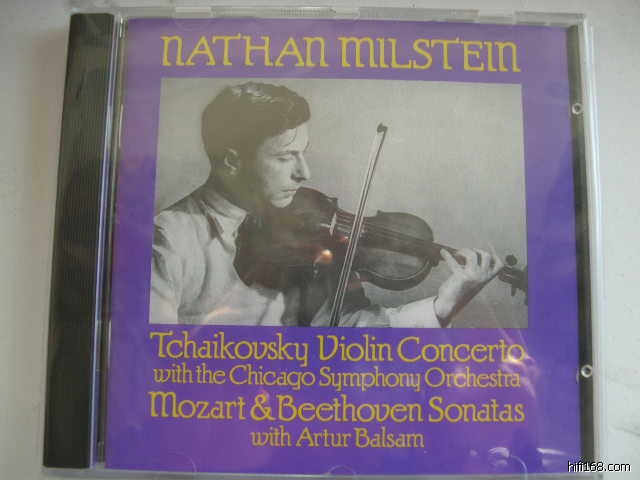 NATHAN MILSTEIN
Tchaikovsky Violin Concerto
with the Chicago Symphony Orchestra
Mozart & Beethoven Sonatas
with Artur Balsam
hifi168.com